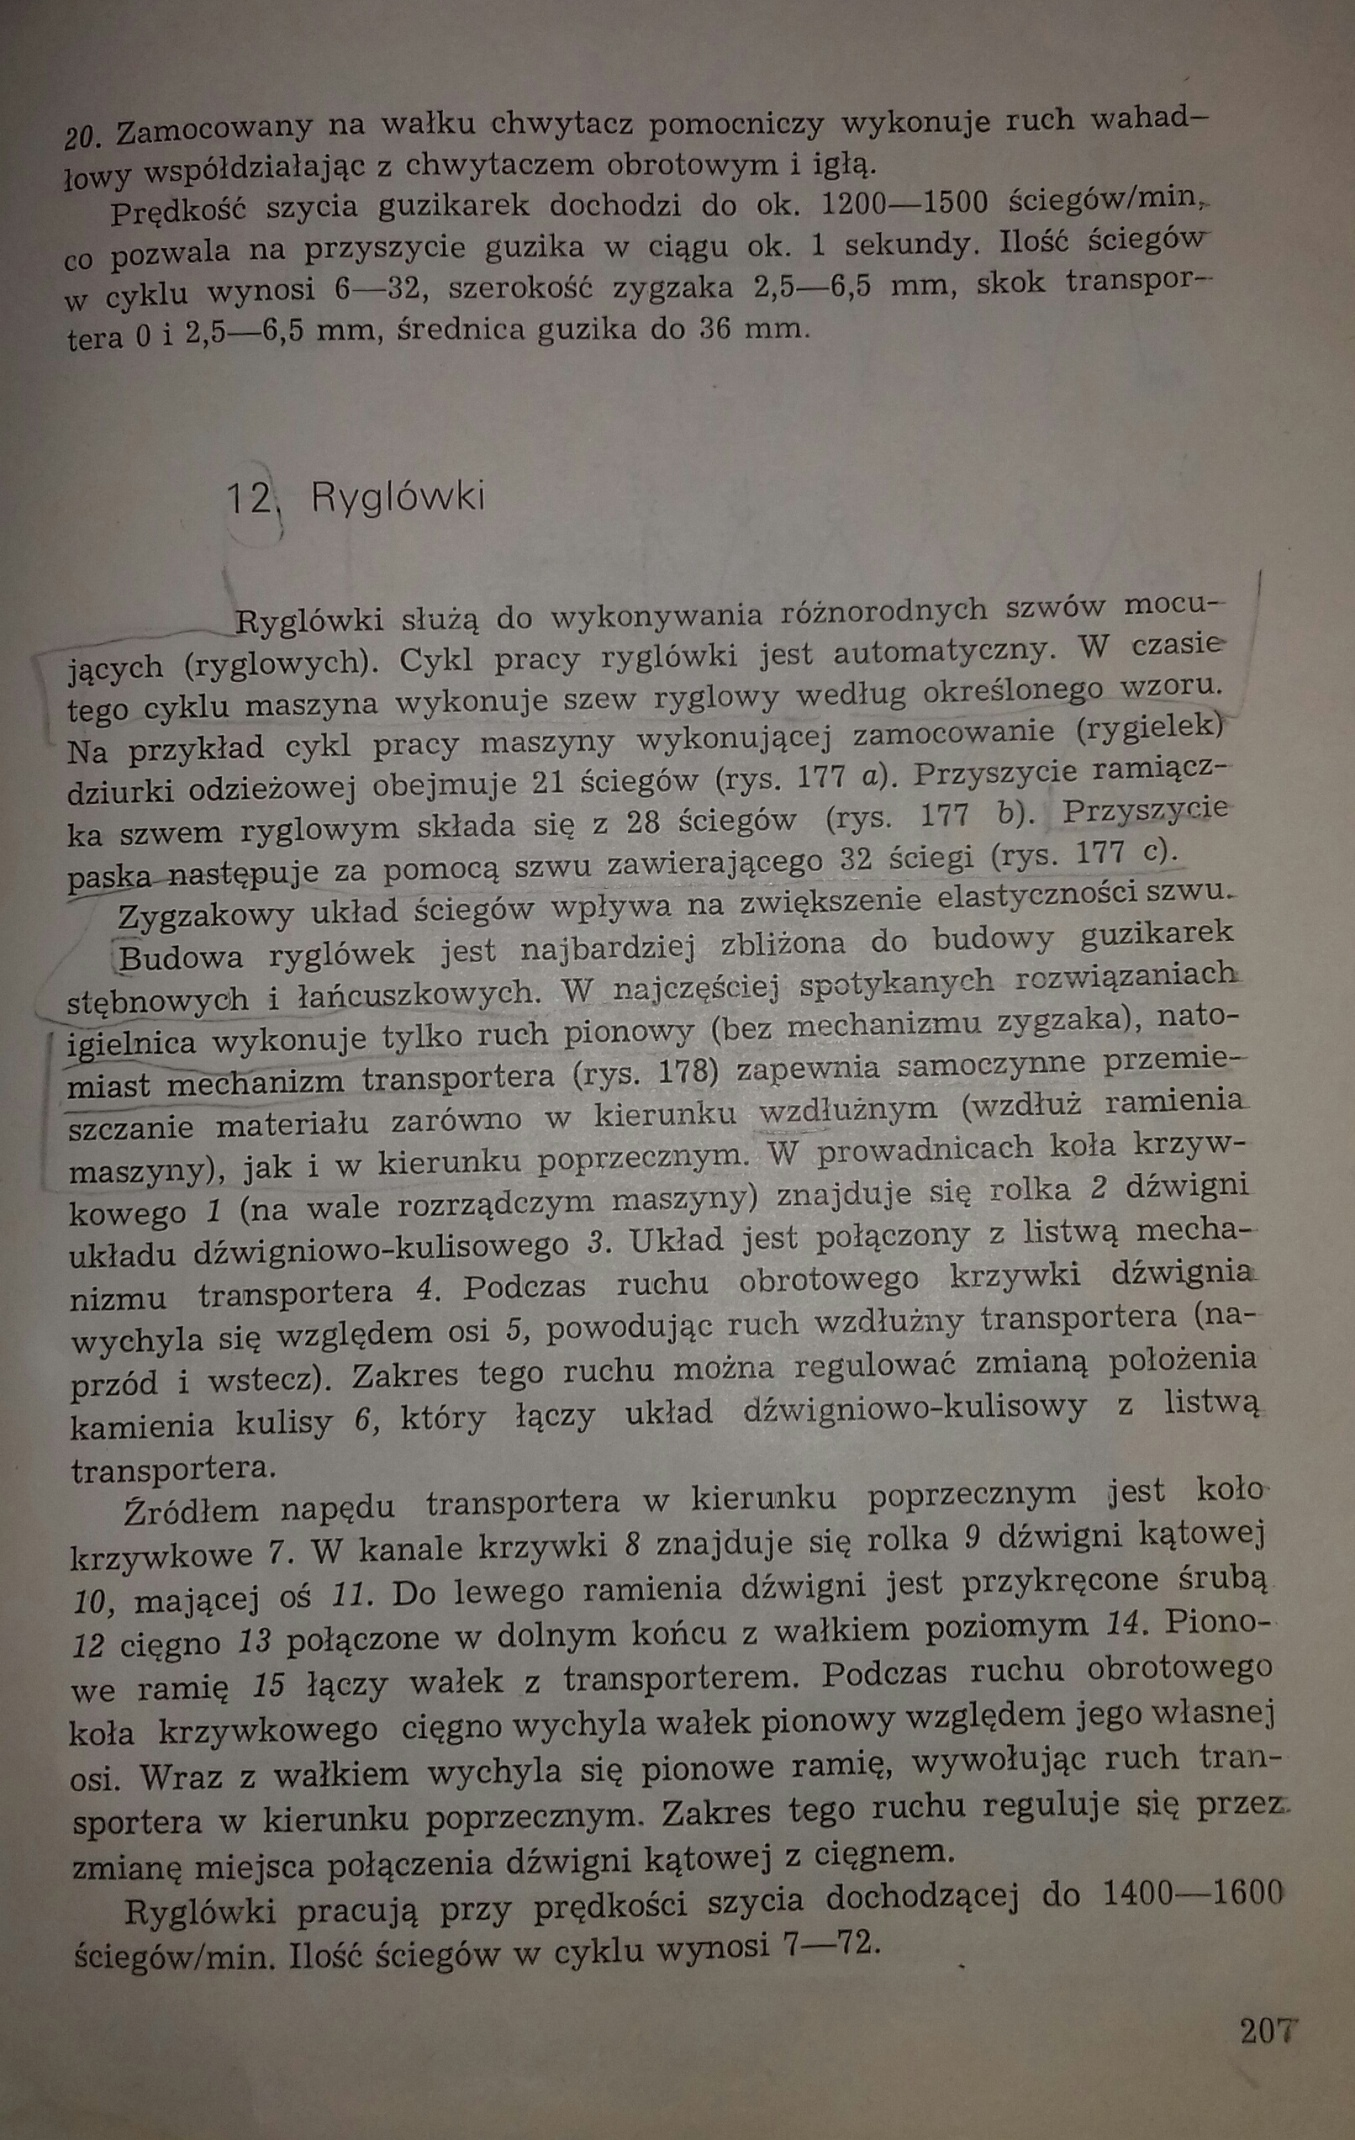 20. Zamocowany na wałku chwytacz pomocniczy wykonuje ruch wahad-
łowy współdziałając z chwytaczem obrotowym i igłą.
Prędkość szycia guzikarek dochodzi do ok. 1200—1500 ściegów/min,
co pozwala na przyszycie guzika w ciągu ok. 1 sekundy. Ilość ściegów
w cyklu wynosi 6—32, szerokość zygzaka 2,5—6,5 mm, skok transpor-
tera 0 i 2,5—6,5 mm, średnica guzika do 36 mm.
12. Ryglówki
Ryglówki służą do wykonywania różnorodnych szwów mocu-
jących (ryglowych). Cykl pracy ryglówki jest automatyczny. W czasie
tego cyklu maszyna wykonuje szew ryglowy według określonego wzoru.
Na przykład cykl pracy maszyny wykonującej zamocowanie (rygielek)
dziurki odzieżowej obejmuje 21 ściegów (rys. 177 a). Przyszycie ramiącz-
ka szwem ryglowym składa się z 28 ściegów (rys. 177 b). Przyszycie
paska następuje za pomocą szwu zawierającego 32 ściegi (rys. 177 c).
Zygzakowy układ ściegów wpływa na zwiększenie elastyczności szwu.
Budowa ryglówek jest najbardziej zbliżona do budowy guzikarek
stębnowych i łańcuszkowych. W najczęściej spotykanych rozwiązaniach
igielnica wykonuje tylko ruch pionowy (bez mechanizmu zygzaka), nato-
miast mechanizm transportera (rys. 178) zapewnia samoczynne przemie-
szczanie materiału zarówno w kierunku wzdłużnym (wzdłuż ramienia
maszyny), jak i w kierunku poprzecznym. W prowadnicach koła krzyw-
kowego 1 (na wale rozrządczym maszyny) znajduje się rolka 2 dźwigni
układu dźwigniowo-kulisowego 3. Układ jest połączony z listwą mecha-
nizmu transportera 4. Podczas ruchu obrotowego krzywki dźwignia
wychyla się względem osi 5, powodując ruch wzdłużny transportera (na-
przód i wstecz). Zakres tego ruchu można regulować zmianą położenia
kamienia kulisy 6, który łączy układ dźwigniowo-kulisowy z listwą
transportera.
Źródłem napędu transportera w kierunku poprzecznym jest koło
krzywkowe 7. W kanale krzywki 8 znajduje się rolka 9 dźwigni kątowej
10, mającej oś 11. Do lewego ramienia dźwigni jest przykręcone śrubą
12 cięgno 13 połączone w dolnym końcu z wałkiem poziomym 14. Piono-
we ramię 15 łączy wałek z transporterem. Podczas ruchu obrotowego
koła krzywkowego cięgno wychyla wałek pionowy względem jego własnej
osi. Wraz z wałkiem wychyla się pionowe ramię, wywołując ruch tran-
sportera w kierunku poprzecznym. Zakres tego ruchu reguluje się przez
zmianę miejsca połączenia dźwigni kątowej z cięgnem.
Ryglówki pracują przy prędkości szycia dochodzącej do 1400—1600
ściegów/min. Ilość ściegów w cyklu wynosi 7—72.
207